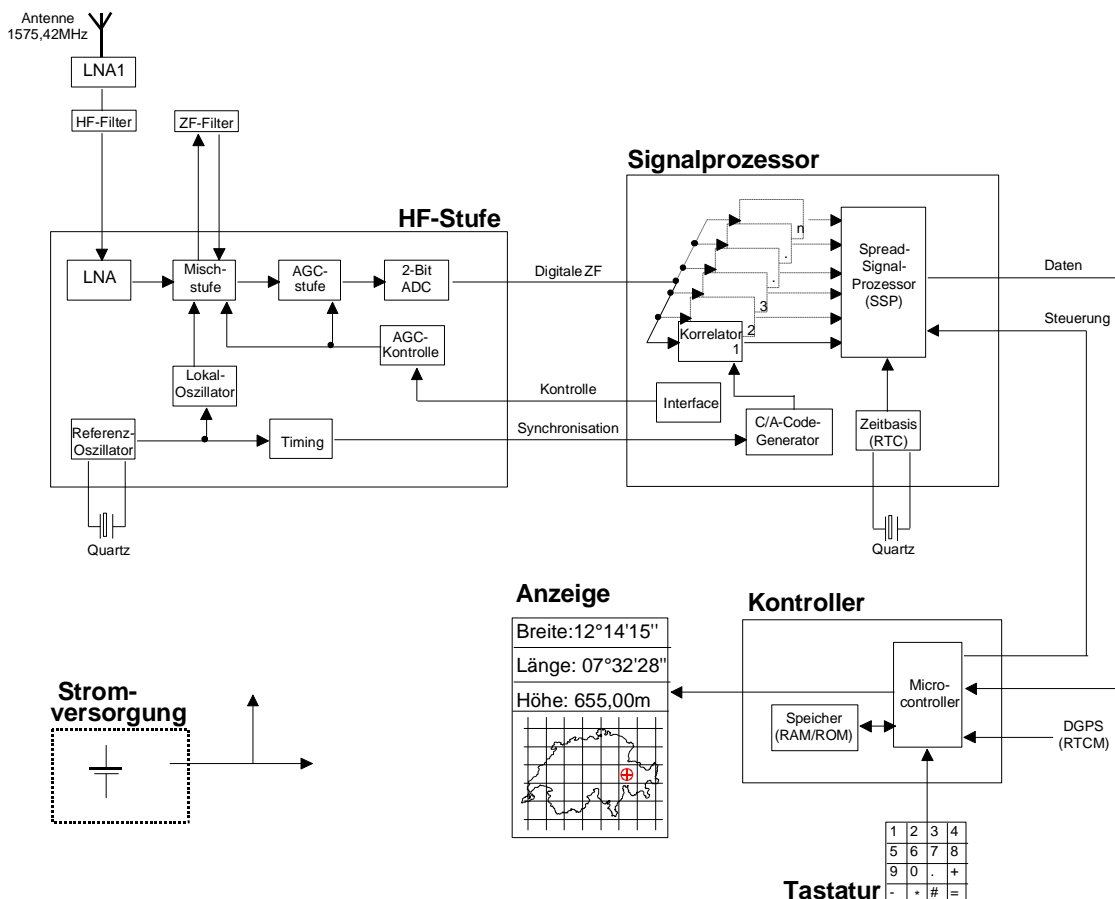 Antenne
1575,42MHz
LNA1
HF-Filter
ZF-Filter
HF-Stufe
LNA
Misch-
stufe
AGC-
stufe
2-Bit
ADC
Digitale ZF
AGC-
Kontrolle
Lokal-
Oszillator
Kontrolle
Referenz-
Oszillator
Timing
Synchronisation
Quartz
Signalprozessor
n
.
.
3
2
Korrelator
1
Spread-
Signal-
Prozessor
(SSP)
Daten
Steuerung
Interface
C/A-Code-
Generator
Zeitbasis
(RTC)
Quartz
Anzeige
Breite:12°14'15''
Länge: 07°32'28''
Höhe: 655,00m
Kontroller
Micro-
controller
Speicher
(RAM/ROM)
DGPS
(RTCM)
Strom-
versorgung
1 2 3 4
5 6 7 8
9 0 . +
- * # =
Tastatur